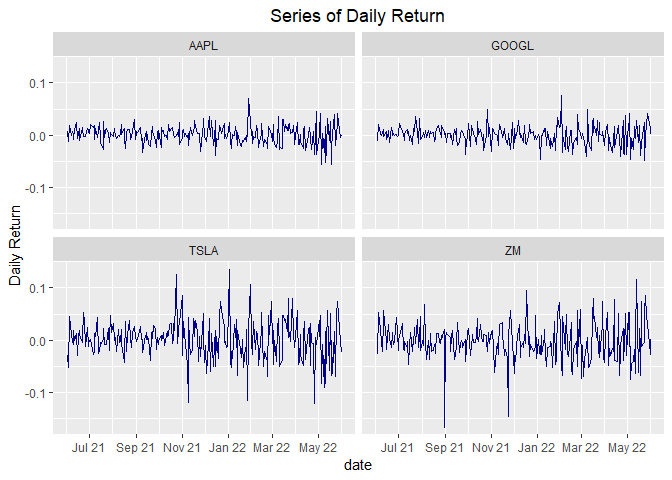 Series of Daily Return
AAPL GOOGL
0.1
0.0
-0.1
Daily Return
TSLA ZM
0.1
0.0
-0.1
Jul 21 Sep 21 Nov 21 Jan 22 Mar 22 May 22 Jul 21 Sep 21 Nov 21 Jan 22 Mar 22 May 22
date